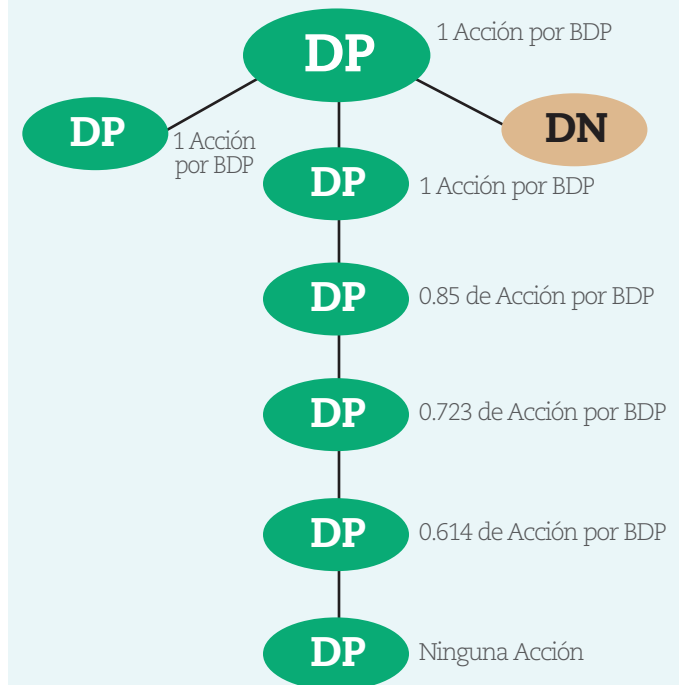 DP
1 Acción por BDP
DP
1 Acción
por BDP
DN
DP
1 Acción por BDP
DP
0.85 de Acción por BDP
DP
0.723 de Acción por BDP
DP
0.614 de Acción por BDP
DP
Ninguna Acción